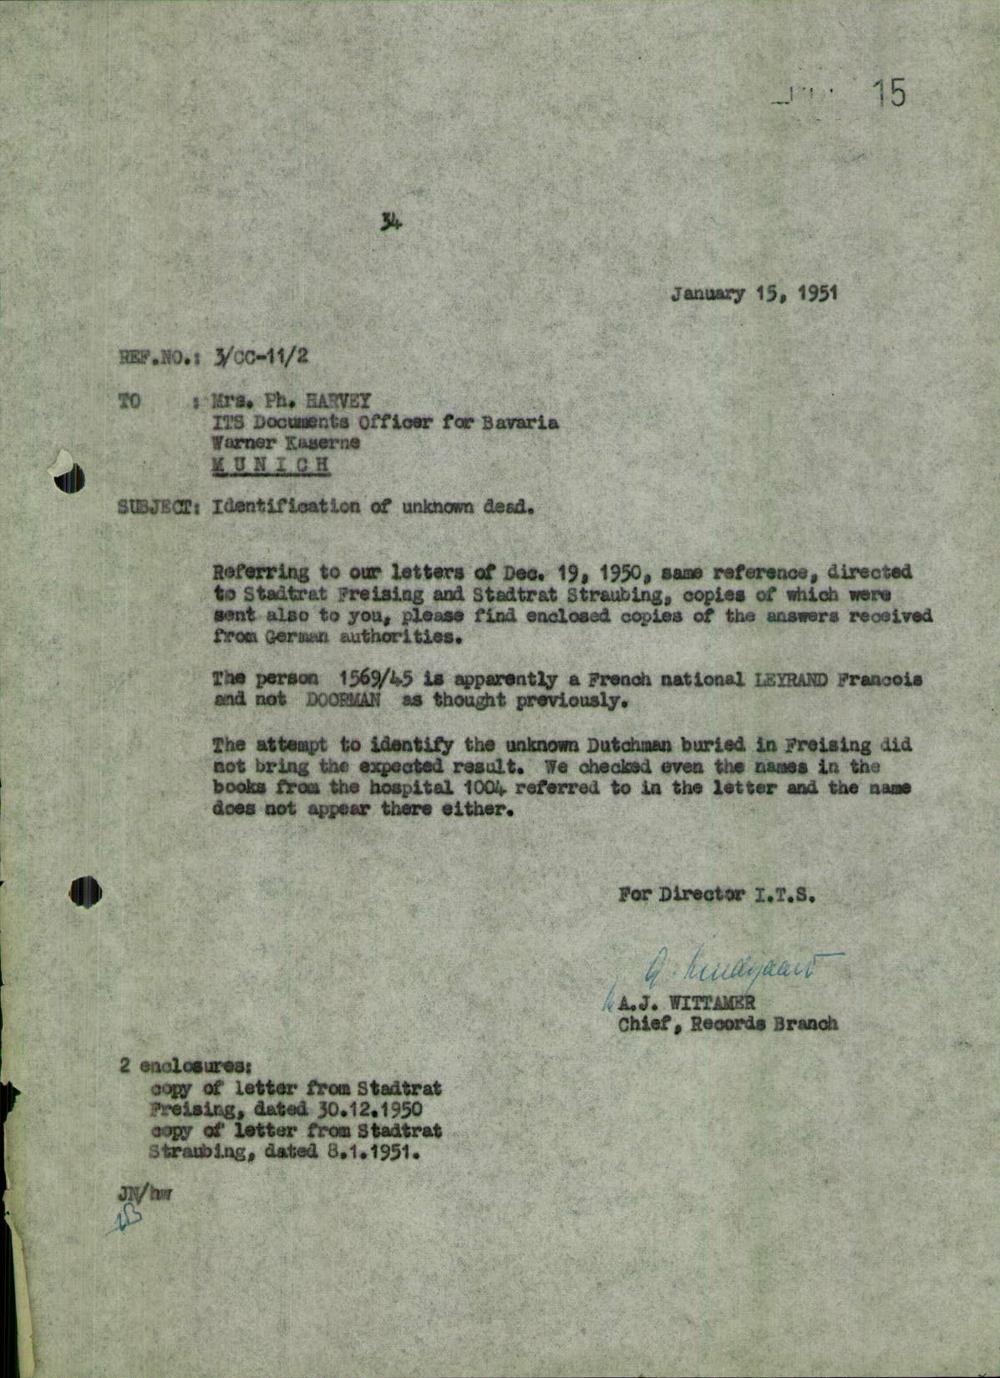 15
34
January 15, 1951
REF.NO.: 3/CC-11/2
TO : Mrs. Ph. HARVEY
ITS Documents Officer for Bavaria
Warner Kaserne
MUNICH
SUBJECT: Identification of unknown dead.
Referring to our letters of Dec. 19, 1950, same reference, directed
to Stadtrat Freising and Stadtrat Straubing, copies of which were
sent also to you, please find enclosed copies of the answers received
from German authorities.
The person 1569/45 is apparently a French national LEYRAND Francois
and not DOORMAN as thought previously.
The attempt to identify the unknown Dutchman buried in Freising did
not bring the expected result. We checked even the names in the
books from the hospital 1004 referred to in the letter and the name
does not appear there either.
For Director I.T.S.
A.J. WITTAMER
Chief, Records Branch
2 enclosures:
copy of letter from Stadtrat
Freising, dated 30.12.1950
copy of letter from Stadtrat
Straubing, dated 8.1.1951.
JN/hw